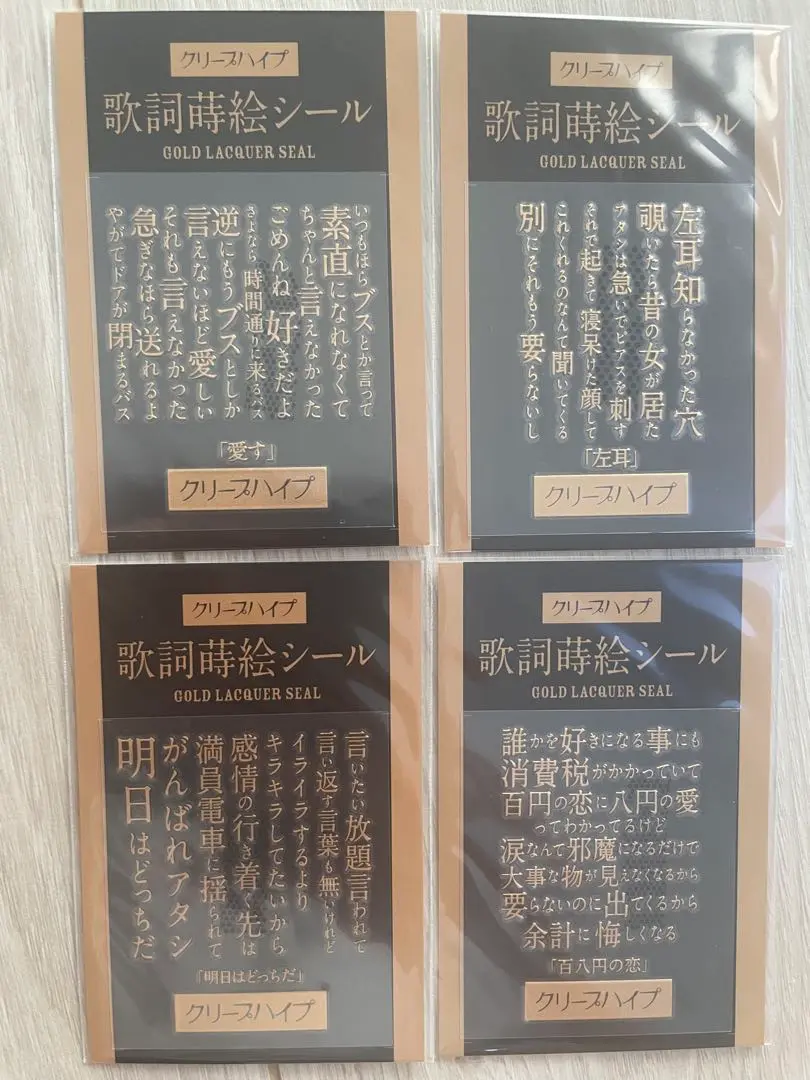 クリープハイプ
歌詞蒔絵シール
GOLD LACQUER SEAL
いつもほらブスとか言って
素直になれなくて
ちゃんと言えなかった
ごめんね 好きだよ
さよなら 時間通りに来るバス
逆にもうブスとしか
言えないほど愛しい
それも言えなかった
急ぎなほら送れるよ
やがてドアが閉まるバス
「愛す」
クリープハイプ
クリープハイプ
歌詞蒔絵シール
GOLD LACQUER SEAL
左耳知らなかった穴
覗いたら昔の女が居た
アタシは急いでピアスを刺す
それで起きて寝呆けた顔して
これくれるのなんて聞いてくる
別にそれもう要らないし
「左耳」
クリープハイプ
クリープハイプ
歌詞蒔絵シール
GOLD LACQUER SEAL
言いたい放題言われて
言い返す言葉も無いけれど
イライラするより
キラキラしてたいから
感情の行き着く先は
満員電車に揺られて
がんばれアタシ
明日はどっちだ
「明日はどっちだ」
クリープハイプ
クリープハイプ
歌詞蒔絵シール
GOLD LACQUER SEAL
誰かを好きになる事にも
消費税がかかっていて
百円の恋に八円の愛
ってわかってるけど
涙なんて邪魔になるだけで
大事な物が見えなくなるから
要らないのに出てくるから
余計に悔しくなる
「百八円の恋」
クリープハイプ